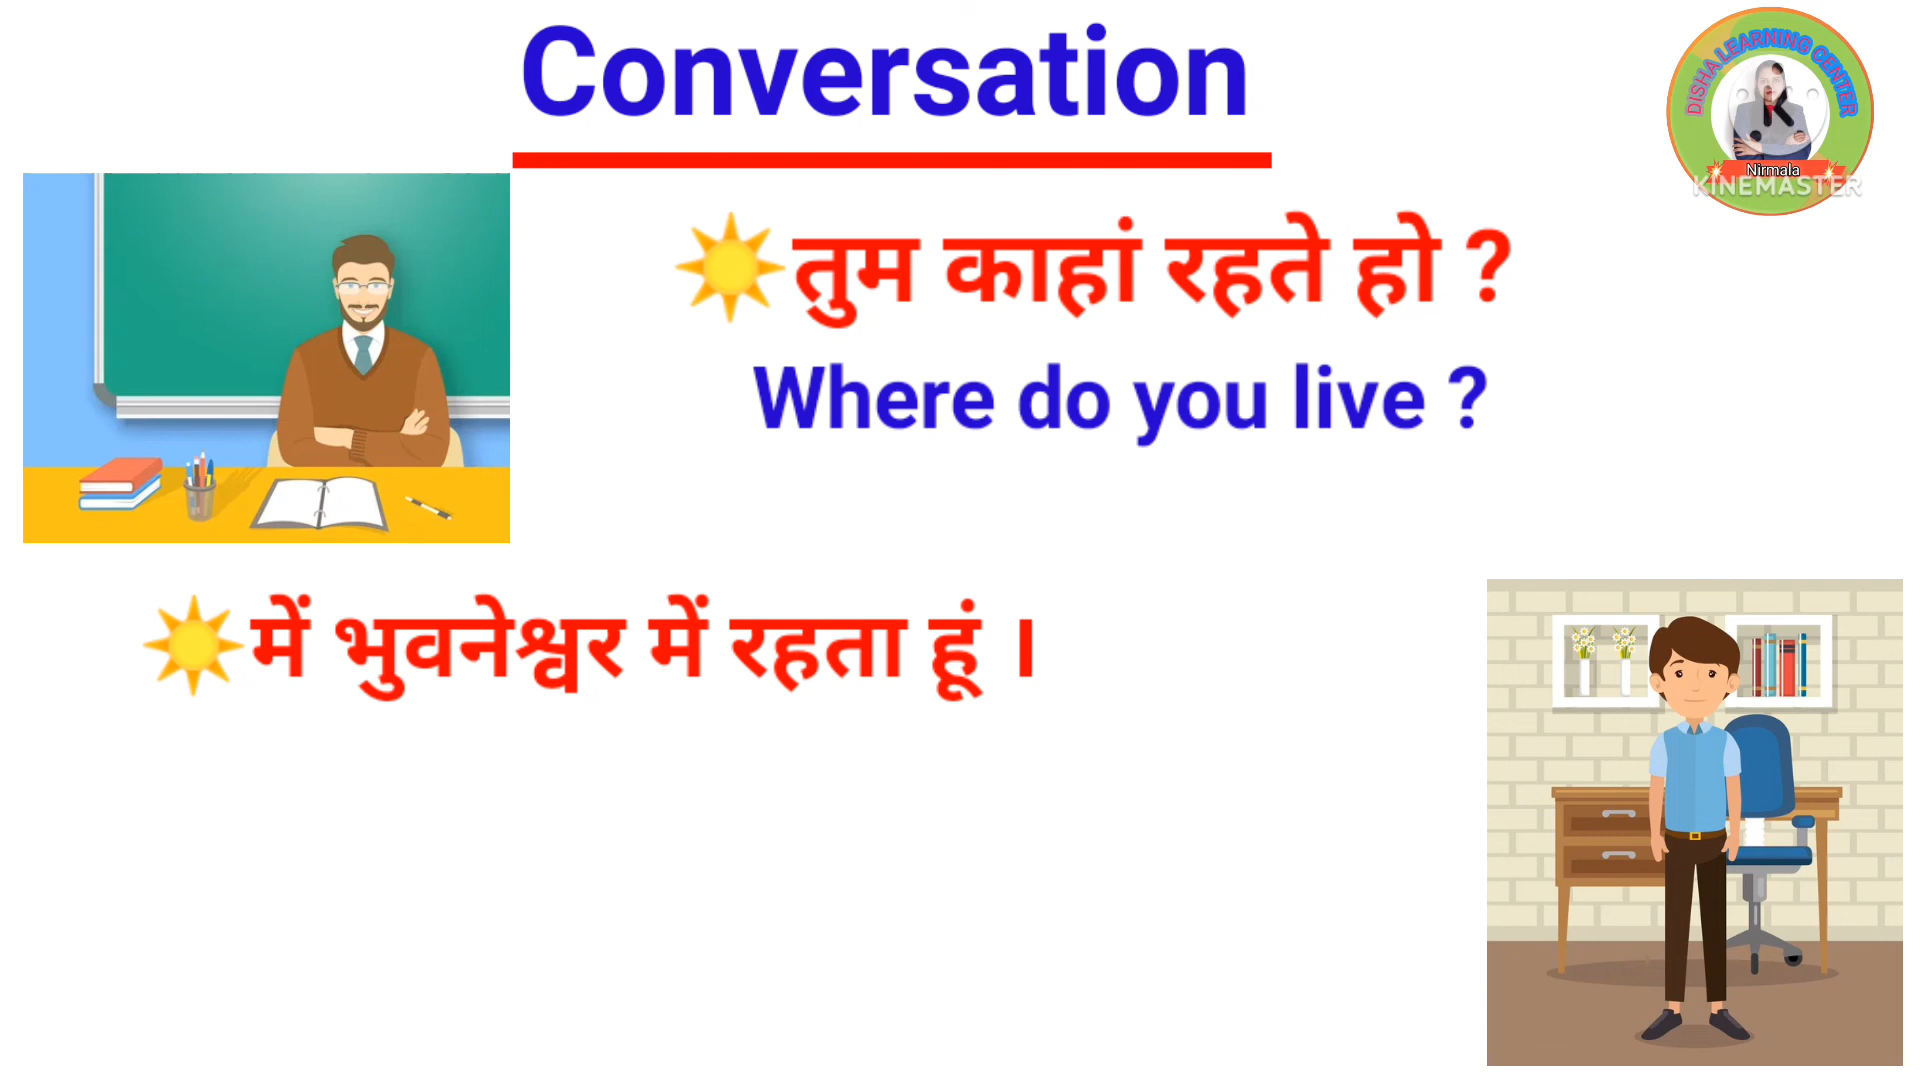 Conversation
DISHA LEARNING CENTER
K
Nirmala
KINEMASTER
तुम काहां रहते हो ?
Where do you live ?
में भुवनेश्वर में रहता हूं ।